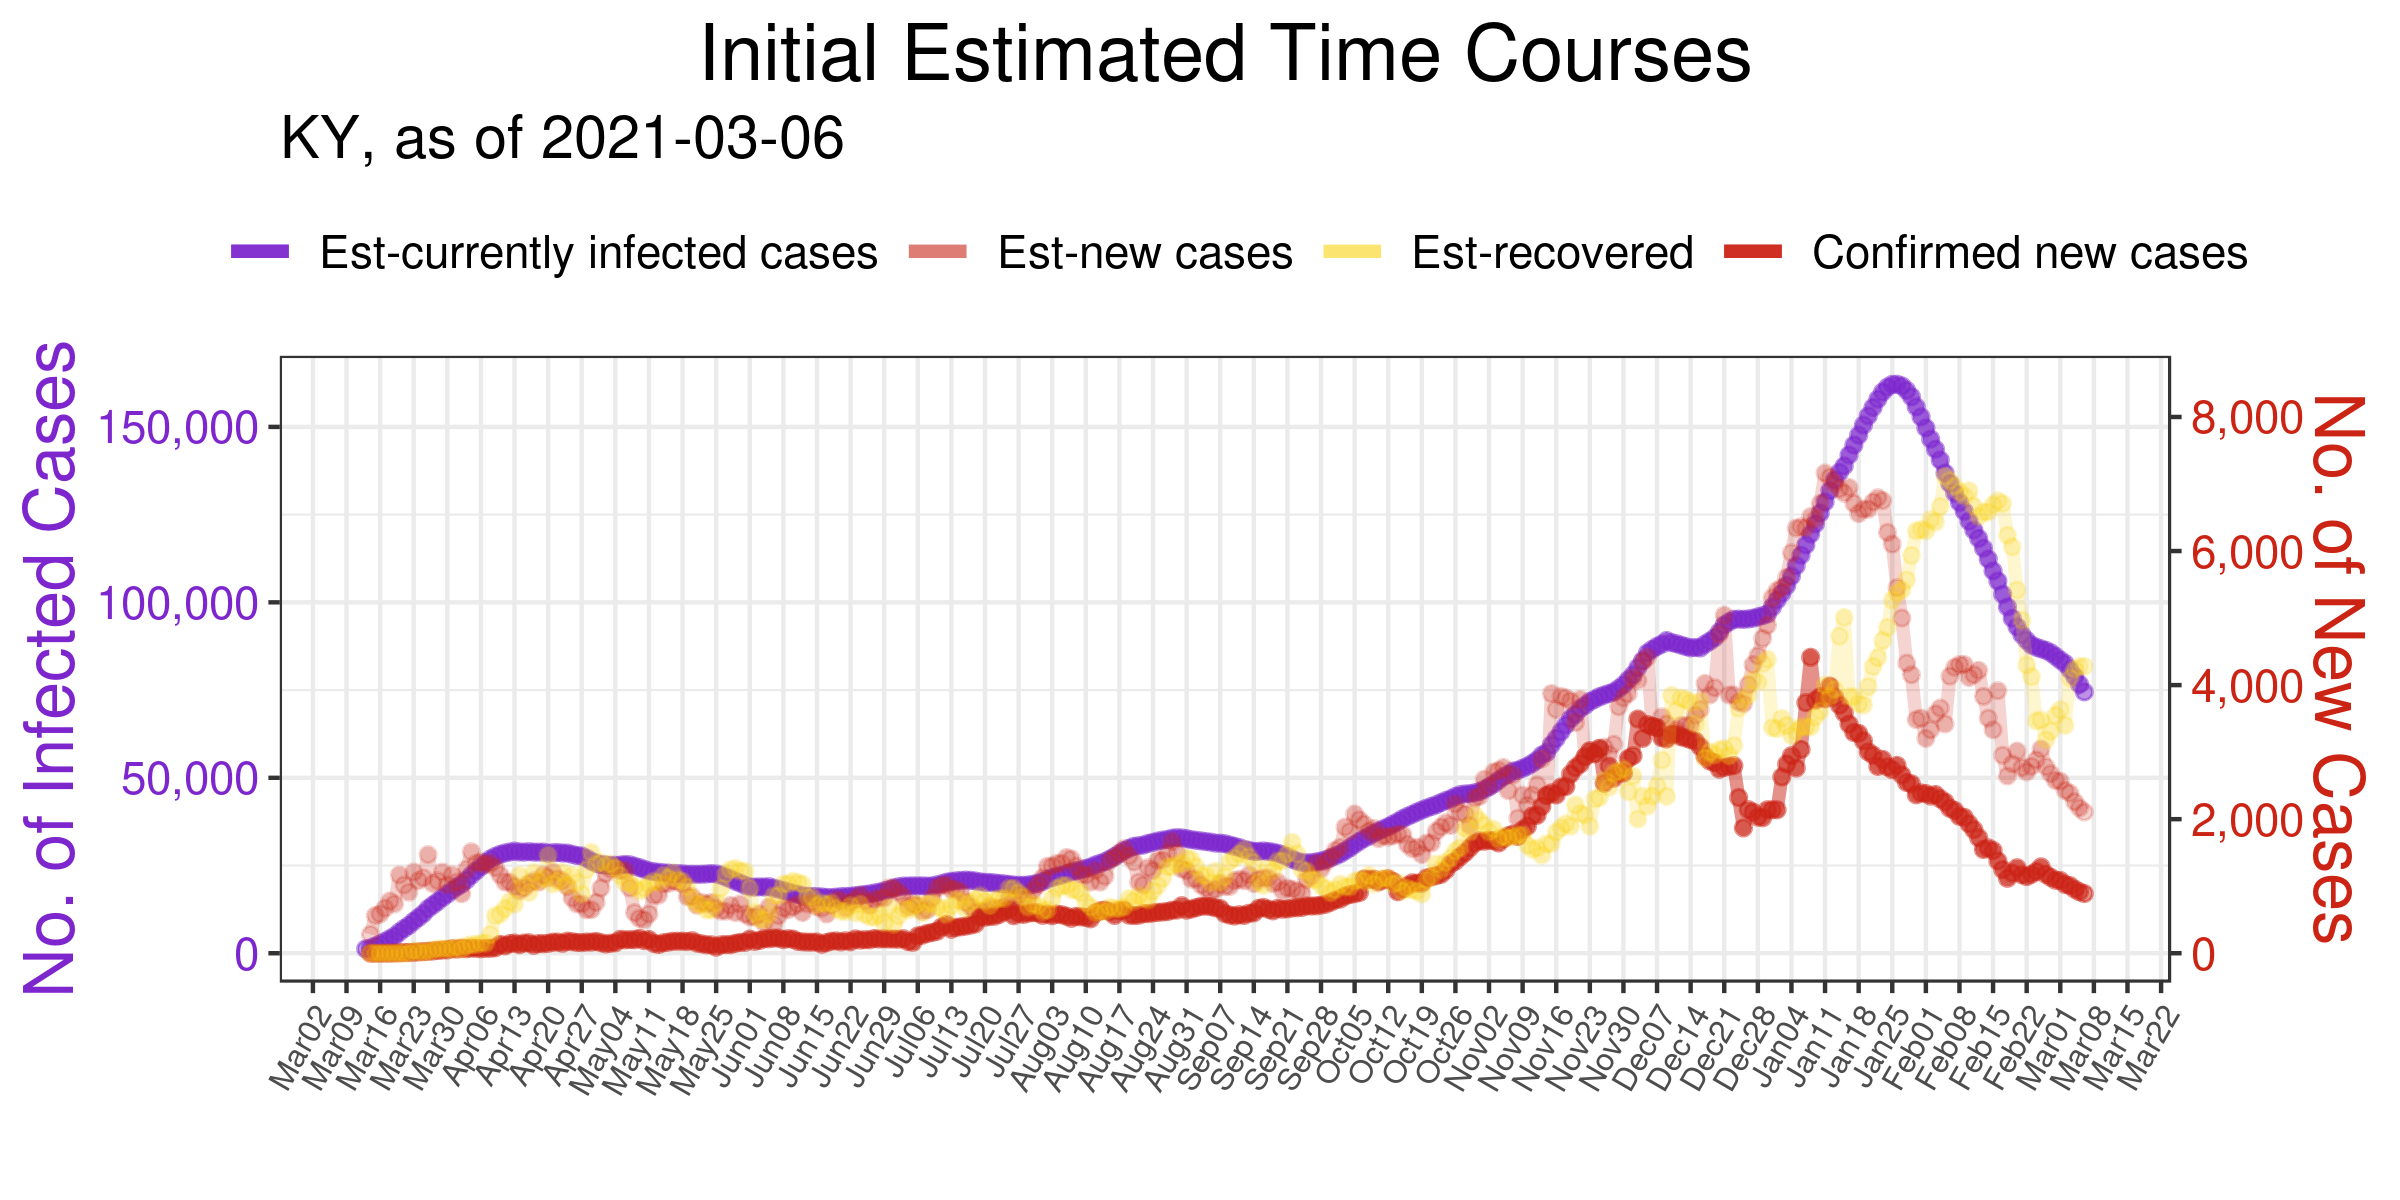 Initial Estimated Time Courses
KY, as of 2021-03-06
Est-currently infected cases Est-new cases Est-recovered Confirmed new cases
No. of Infected Cases
150,000
100,000
50,000
0
8,000
6,000
4,000
2,000
0
No. of New Cases
Mar02 Mar09 Mar16 Mar23 Mar30 Apr06 Apr13 Apr20 Apr27 May04 May11 May18 May25 Jun01 Jun08 Jun15 Jun22 Jun29 Jul06 Jul13 Jul20 Jul27 Aug03 Aug10 Aug17 Aug24 Aug31 Sep07 Sep14 Sep21 Sep28 Oct05 Oct12 Oct19 Oct26 Nov02 Nov09 Nov16 Nov23 Nov30 Dec07 Dec14 Dec21 Dec28 Jan04 Jan11 Jan18 Jan25 Feb01 Feb08 Feb15 Feb22 Mar01 Mar08 Mar15 Mar22